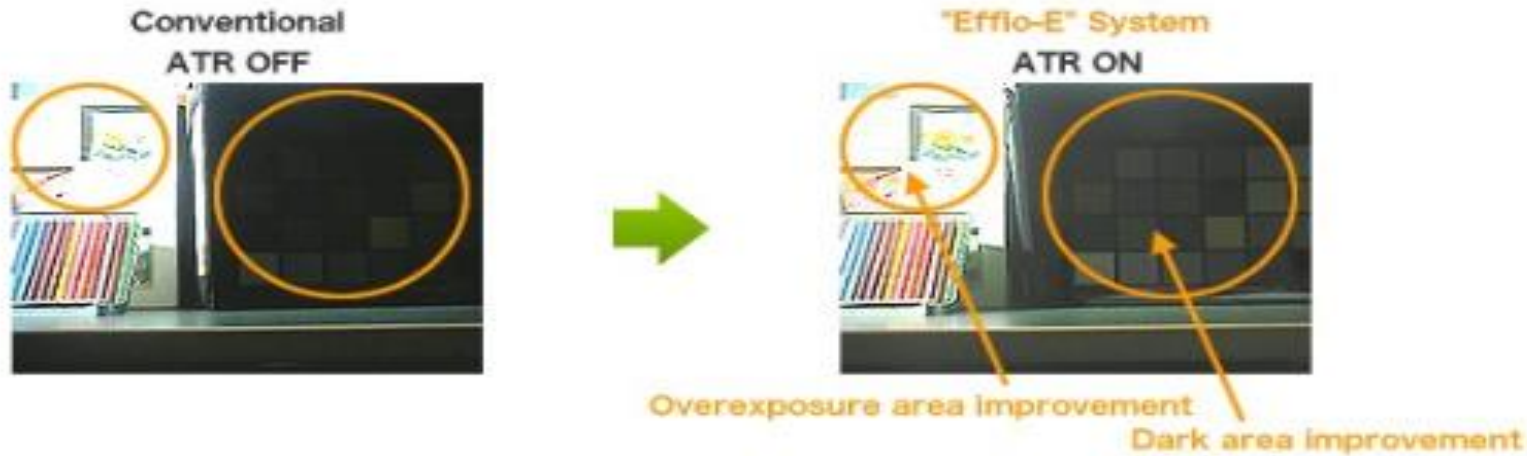 Conventional
ATR OFF
"Effio-E" System
ATR ON
Overexposure area improvement
Dark area improvement